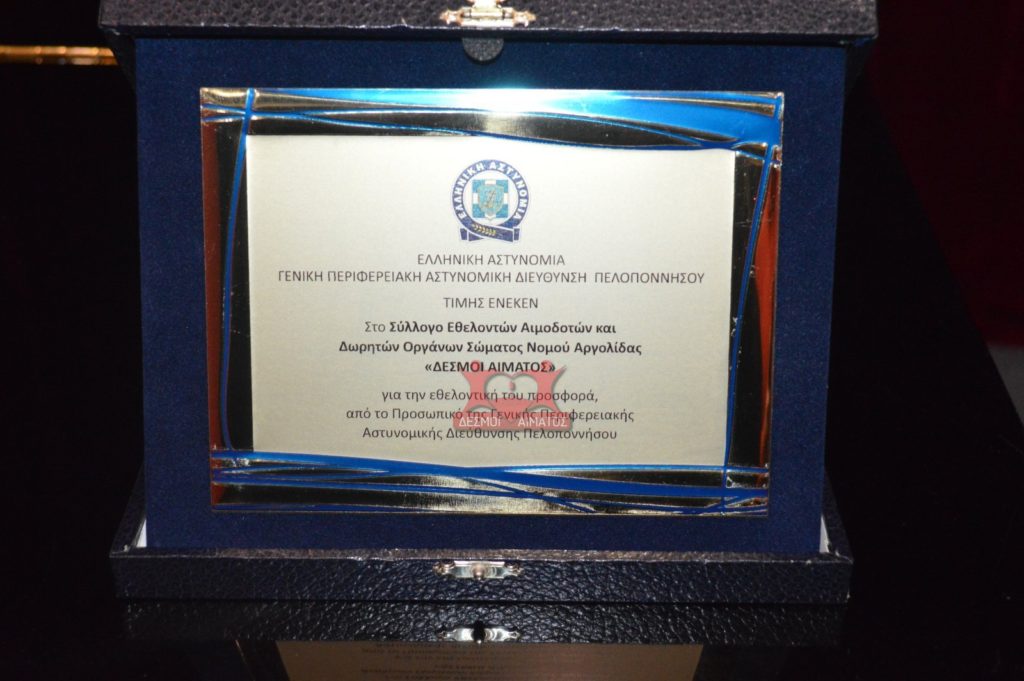 ΕΛΛΗΝΙΚΗ ΑΣΤΥΝΟΜΙΑ
ΕΛΛΗΝΙΚΗ ΑΣΤΥΝΟΜΙΑ
ΓΕΝΙΚΗ ΠΕΡΙΦΕΡΕΙΑΚΗ ΑΣΤΥΝΟΜΙΚΗ ΔΙΕΥΘΥΝΣΗ ΠΕΛΟΠΟΝΝΗΣΟΥ
ΤΙΜΗΣ ΕΝΕΚΕΝ
Στο Σύλλογο Εθελοντών Αιμοδοτών και
Δωρητών Οργάνων Σώματος Νομού Αργολίδας
«ΔΕΣΜΟΙ ΑΙΜΑΤΟΣ»
για την εθελοντική του προσφορά,
από το Προσωπικό της Γενικής Περιφερειακής
ΔΕΣΜΟΙ ΑΙΜΑΤΟΣ
Αστυνομικής Διεύθυνσης Πελοποννήσου